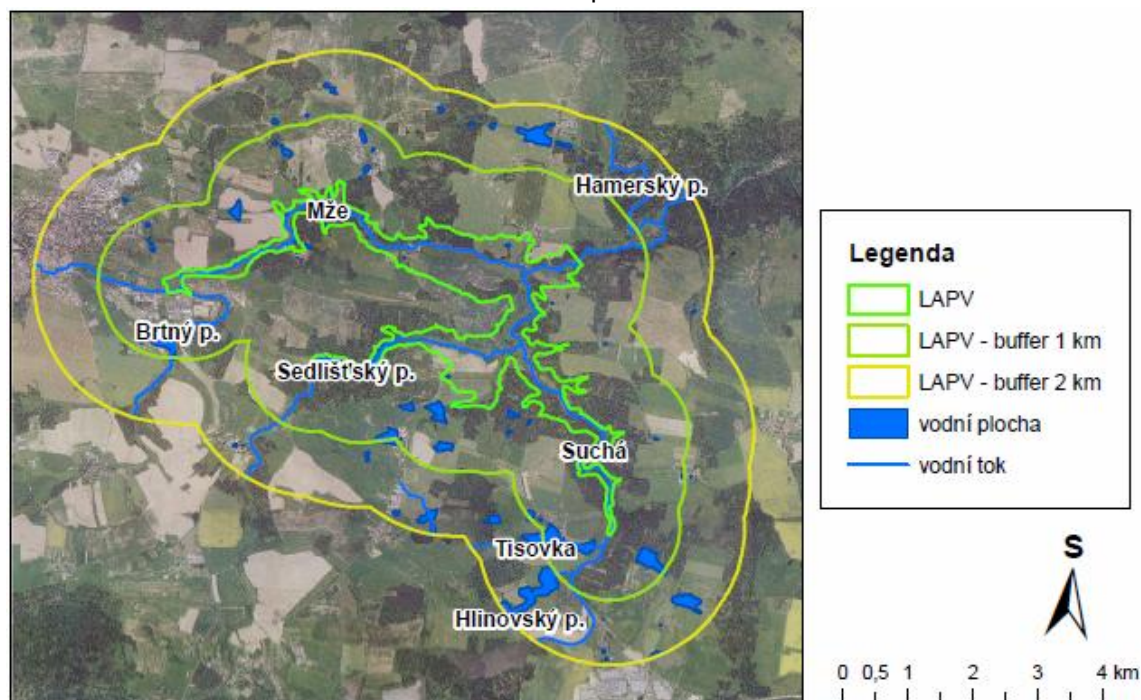 Hamerský p.
Mže
Brtný p.
Sedlišťský p.
Suchá
Tisovka
Hlinovský p.
Legenda
LAPV
LAPV - buffer 1 km
LAPV - buffer 2 km
vodní plocha
vodní tok
S
0 0,5 1 2 3 4 km